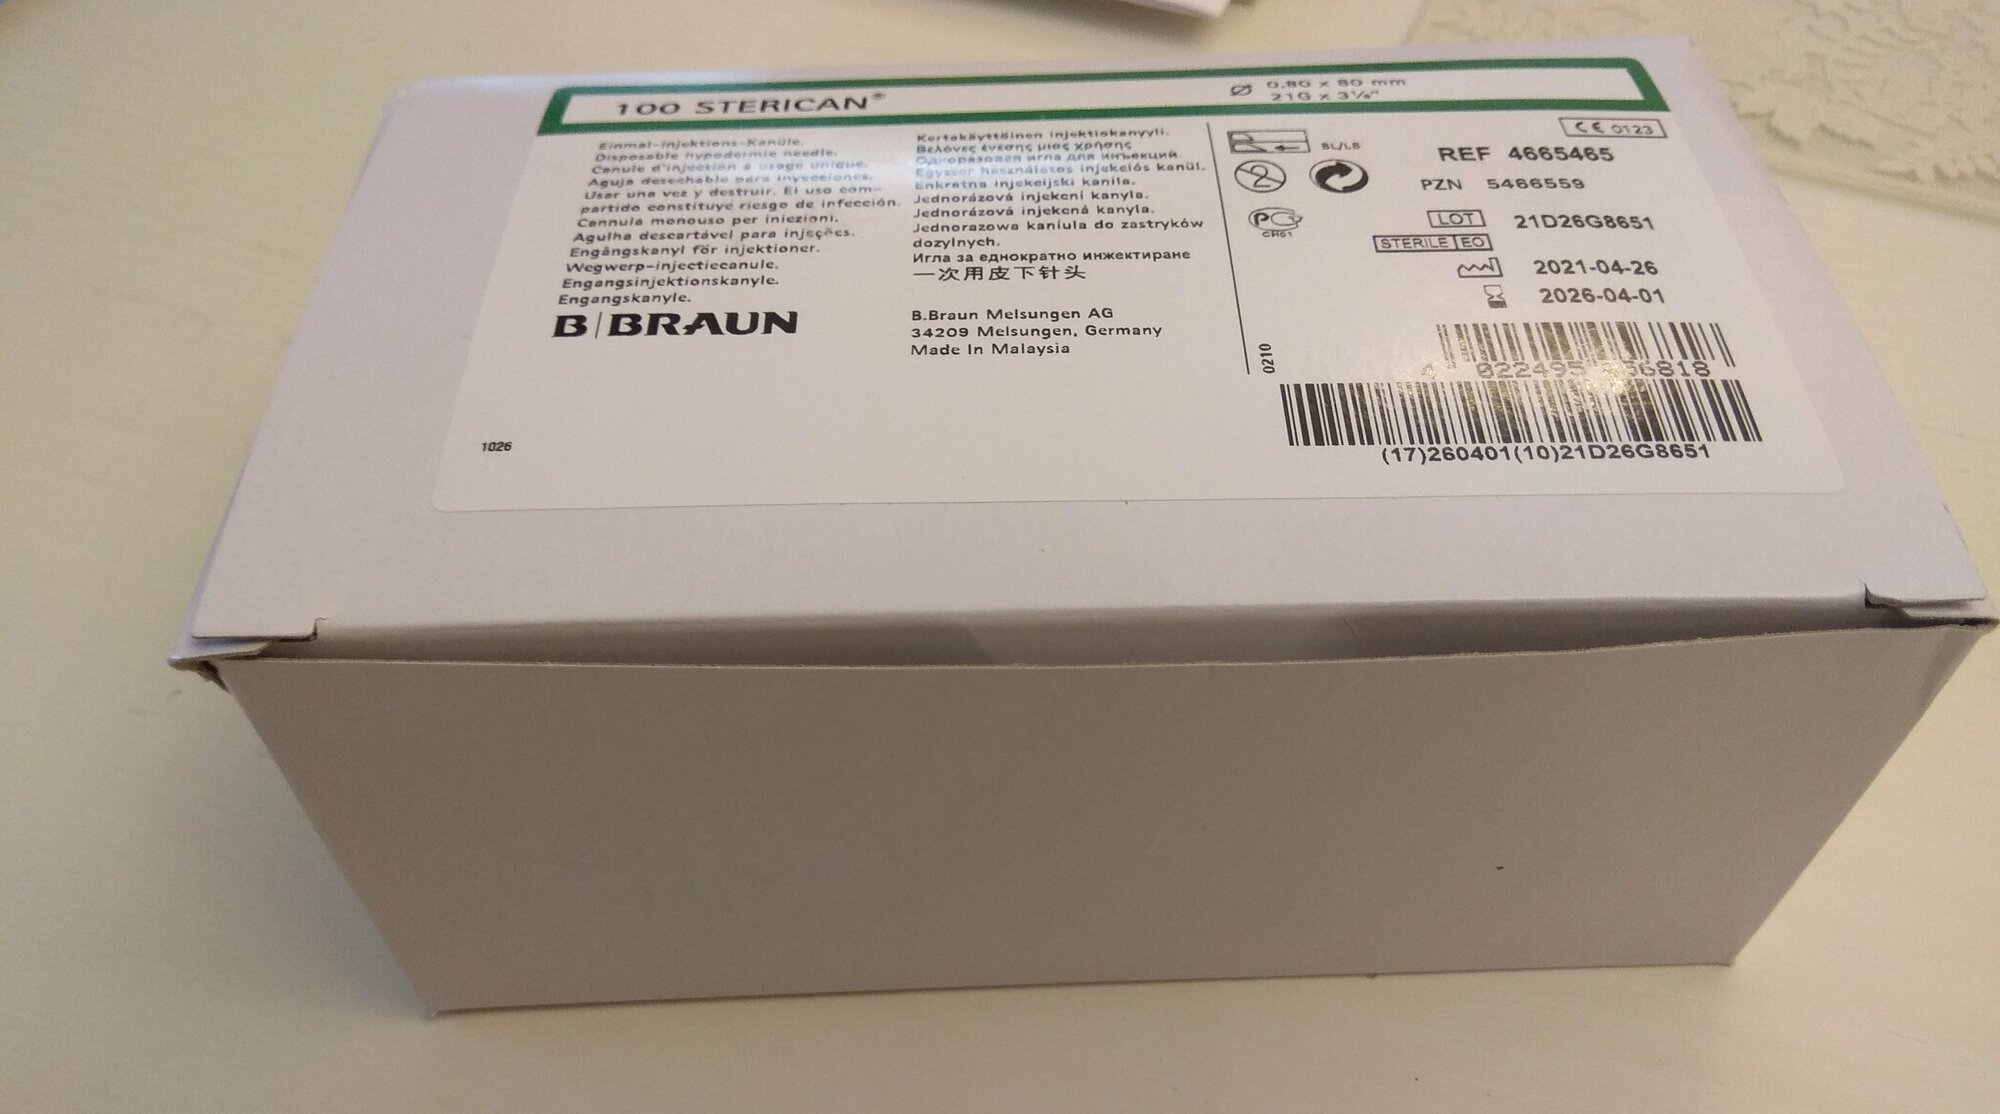 100 STERICAN®
Ø 0,80 x 80 mm
21G x 3⅛"
Einmal-Injektions-Kanüle.
Disposable hypodermic needle.
Canule d'injection à usage unique.
Aguja desechable para inyecciones.
Usar una vez y destruir. El uso com-
partido constituye riesgo de infección.
Cannula monouso per iniezioni.
Agulha descartável para injeções.
Engångskanyl för injektioner.
Wegwerp-injectiecanule.
Engangsinjektionskanyle.
Engangskanyle.
B|BRAUN
1026
Kertakäyttöinen injektiokanyyli.
Βελόνες ένεσης μιας χρήσης
Одноразовая игла для инъекций.
Egyszer használatos injekciós kanül.
Enkratna injekcijski kanila.
Jednorázová injekení kanyla.
Jednorázová injekená kanyla.
Jednorazowa kaniula do zastryków
dozylnych.
Игла за еднократно инжектиране
一次用皮下针头
B.Braun Melsungen AG
34209 Melsungen, Germany
Made In Malaysia
BL/LB
2
PC
CE 0123
REF 4665465
PZN 5466559
LOT 21D26G8651
STERILE EO
2021-04-26
2026-04-01
0210
(17)260401(10)21D26G8651